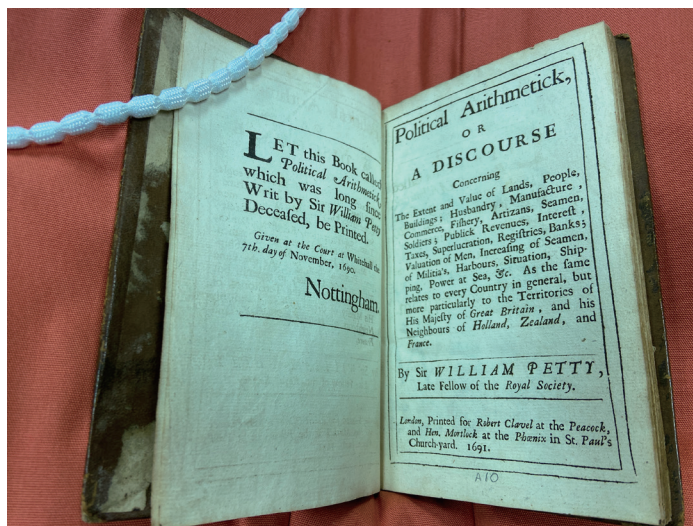 LET this Book called
Political Arithmetick,
which was long since
Writ by Sir William Petty
Deceased, be Printed.
Given at the Court at Whitehall the
7th. day of November, 1690.
Nottingham.
Political Arithmetick,
OR
A DISCOURSE
Concerning
The Extent and Value of Lands, People,
Buildings; Husbandry, Manufacture,
Commerce, Fishery, Artizans, Seamen,
Soldiers; Publick Revenues, Interest,
Taxes, Superlucration, Registries, Banks;
Valuation of Men, Increasing of Seamen,
of Militia's, Harbours, Situation, Ship-
ping, Power at Sea, &c. As the same
relates to every Country in general, but
more particularly to the Territories of
His Majesty of Great Britain, and his
Neighbours of Holland, Zealand, and
France.
By Sir WILLIAM PETTY,
Late Fellow of the Royal Society.
London, Printed for Robert Clavel at the Peacock,
and Hen. Mortlock at the Phœnix in St. Paul's
Church-yard. 1691.
A10